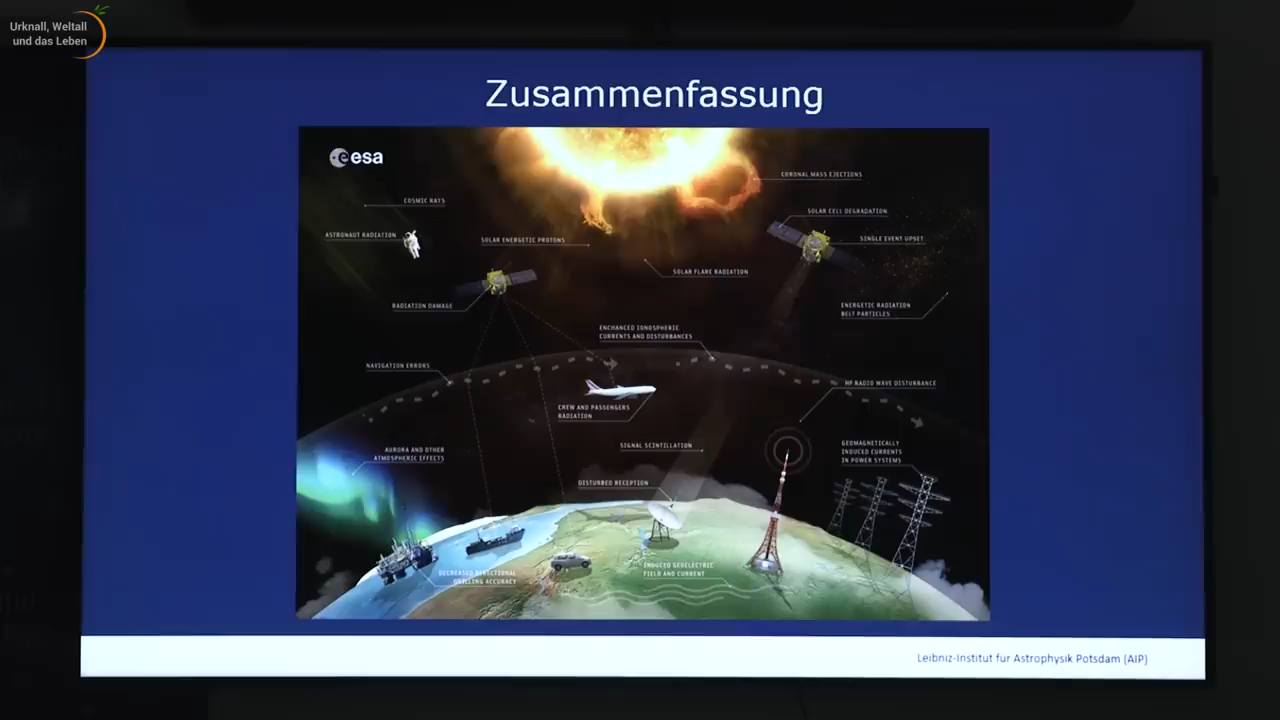 Urknall, Weltall
und das Leben
Zusammenfassung
esa
CORONAL MASS EJECTIONS
COSMIC RAYS
SOLAR CELL DEGRADATION
ASTRONAUT RADIATION
SOLAR ENERGETIC PROTONS
SINGLE EVENT UPSET
SOLAR FLARE RADIATION
RADIATION DAMAGE
ENERGETIC RADIATION
BELT PARTICLES
ENCHANCED IONOSPHERIC
CURRENTS AND DISTURBANCES
NAVIGATION ERRORS
HF RADIO WAVE DISTURBANCE
CREW AND PASSENGERS
RADIATION
SIGNAL SCINTILLATION
GEOMAGNETICALLY
INDUCED CURRENTS
IN POWER SYSTEMS
AURORA AND OTHER
ATMOSPHERIC EFFECTS
DISTURBED RECEPTION
DECREASED DIRECTIONAL
DRILLING ACCURACY
INDUCED GEOELECTRIC
FIELD AND CURRENT
Leibniz-Institut für Astrophysik Potsdam (AIP)